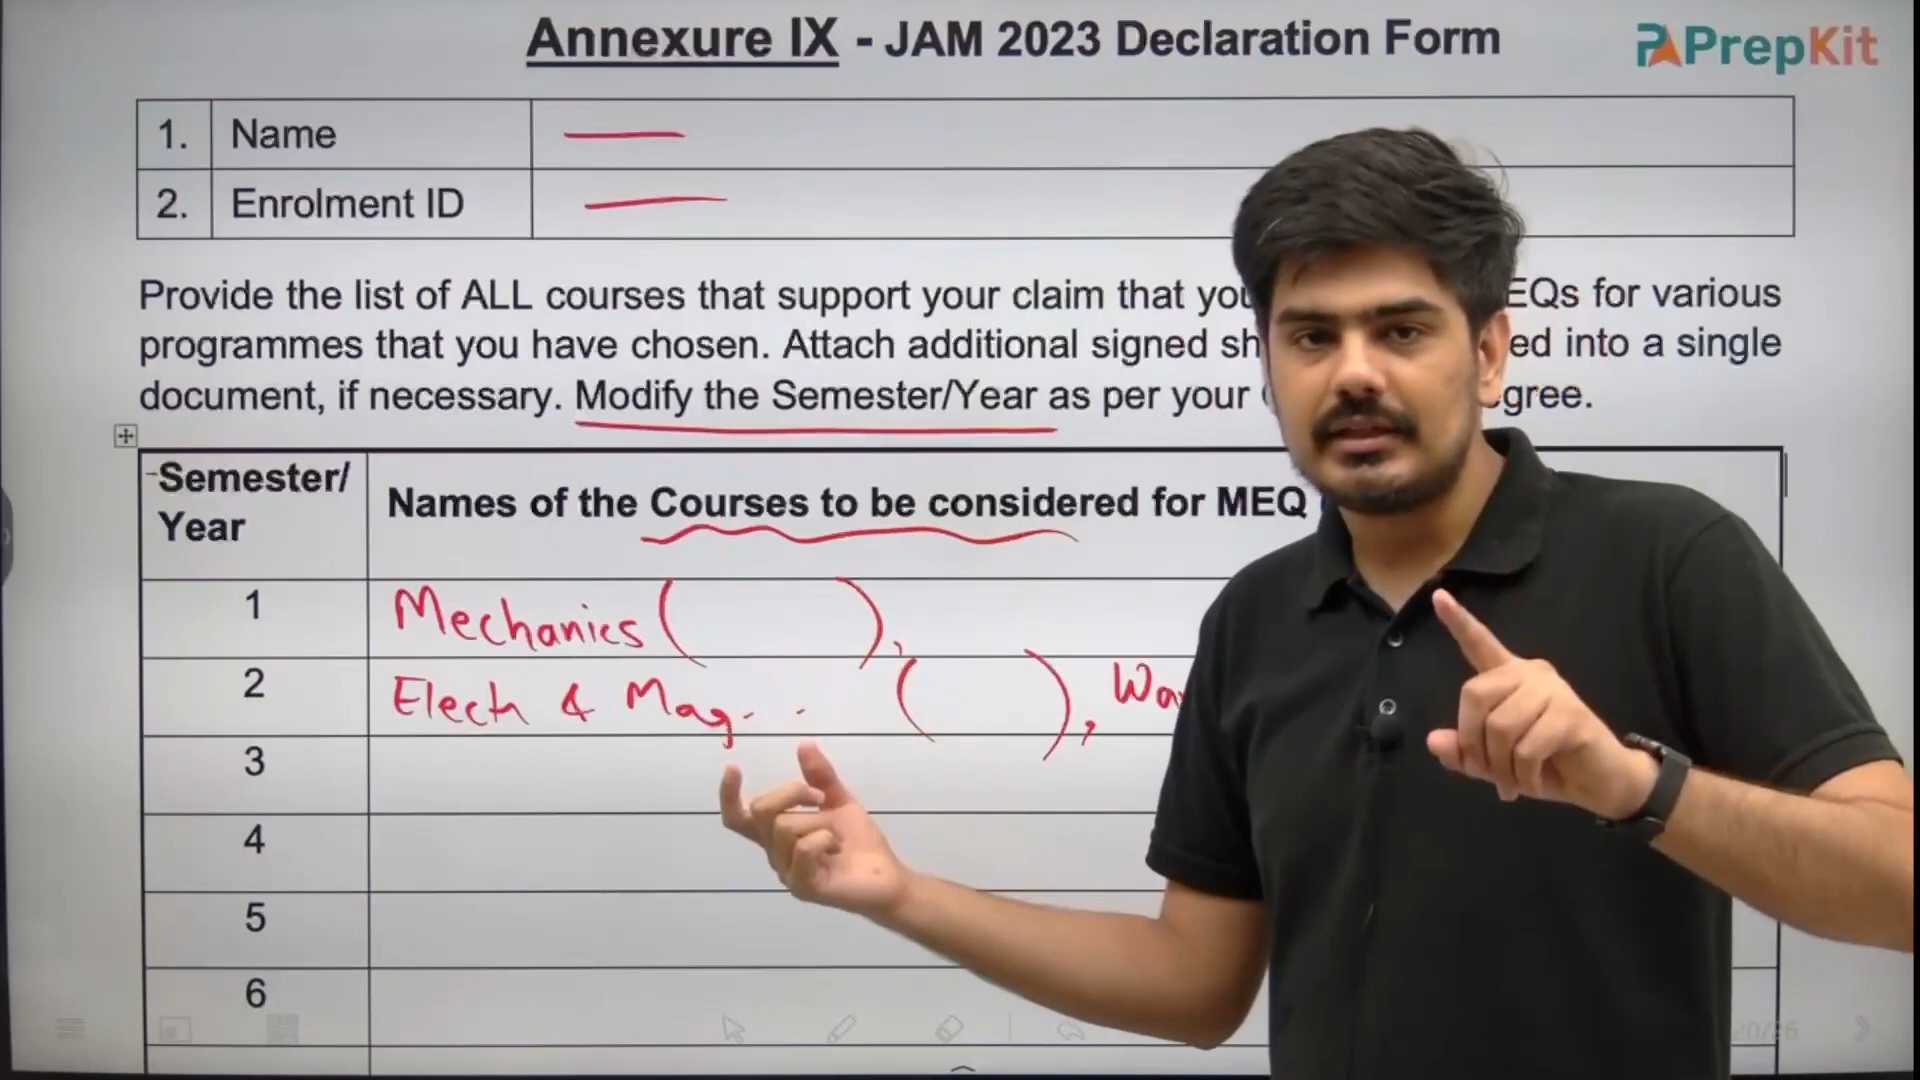 Annexure IX - JAM 2023 Declaration Form
PrepKit
1. Name
2. Enrolment ID
Provide the list of ALL courses that support your claim that you EQs for various
programmes that you have chosen. Attach additional signed ed into a single
document, if necessary. Modify the Semester/Year as per your gree.
Semester/
Year
Names of the Courses to be considered for MEQ
1 Mechanics ( ),
2 Elect & Mag.. ( ),
3
4
5
6
20/26